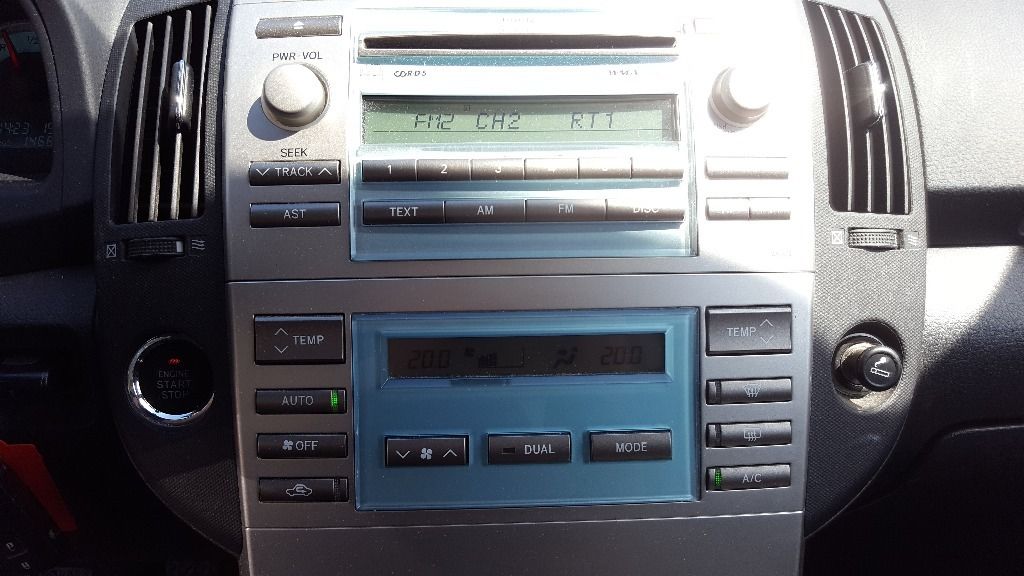 PWR·VOL
FM2 CH2 RT1
SEEK
TRACK
1 2 3 4
AST
TEXT AM FM DISC
TEMP
TEMP
20.0 20.0
ENGINE
START
STOP
AUTO
OFF
DUAL
MODE
A/C